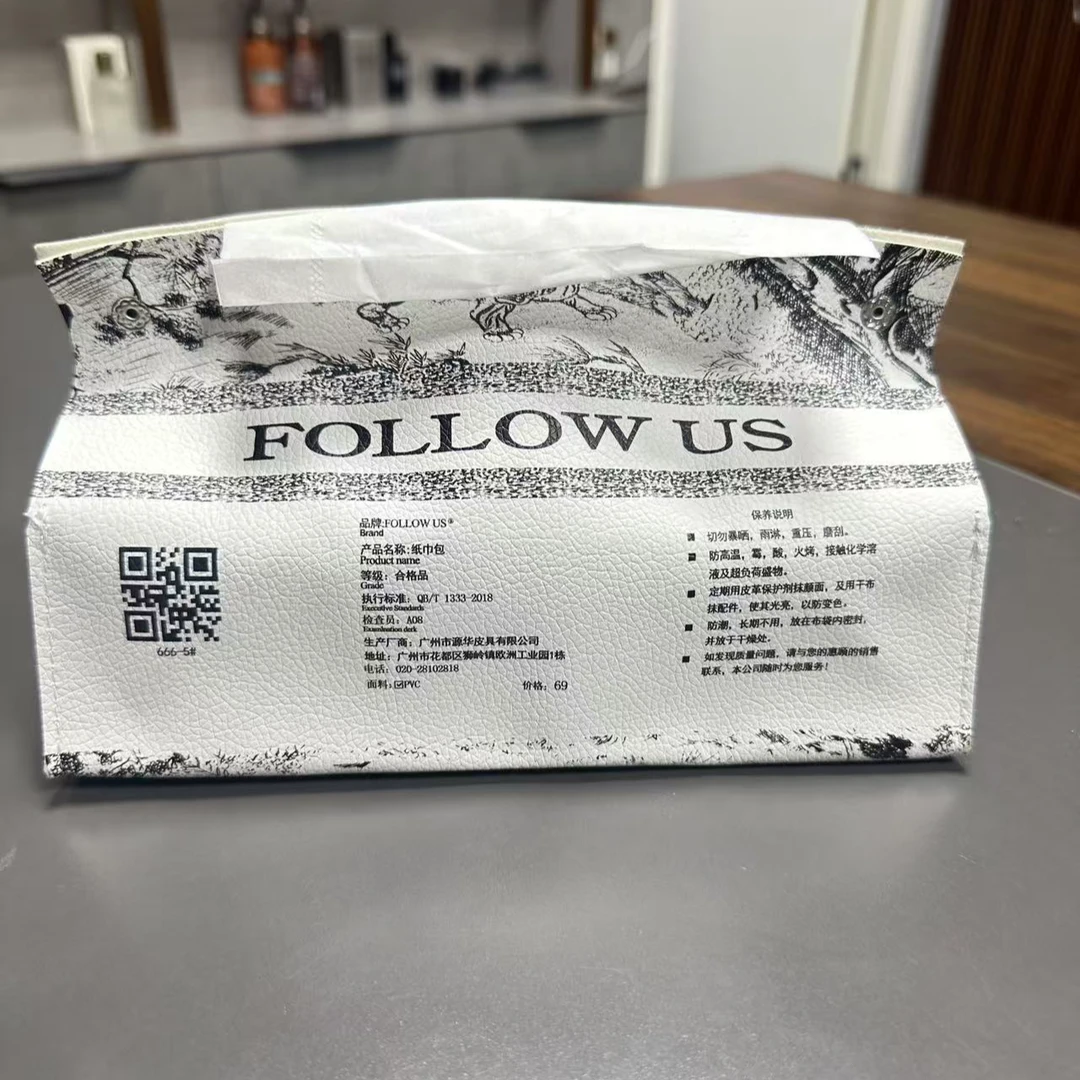 FOLLOW US
666-5#
品牌:FOLLOW US®
Brand
产品名称:纸巾包
Product name
等级：合格品
Grade
执行标准：QB/T 1333-2018
Executive Standards
检查员：A08
Examination derk
生产厂商：广州市源华皮具有限公司
地址：广州市花都区狮岭镇欧洲工业园1栋
电话：020-28102818
面料:☑PVC 价格：69
保养说明
切勿暴晒，雨淋，重压，磨刮。
■ 防高温，霉，酸，火烤，接触化学溶
液及超负荷盛物。
■ 定期用皮革保护剂抹颜面，及用干布
抹配件，使其光亮，以防变色。
■ 防潮，长期不用，放在布袋内密封，
并放于干燥处。
■ 如发现质量问题，请与您的惠顾的销售
联系，本公司随时为您服务！